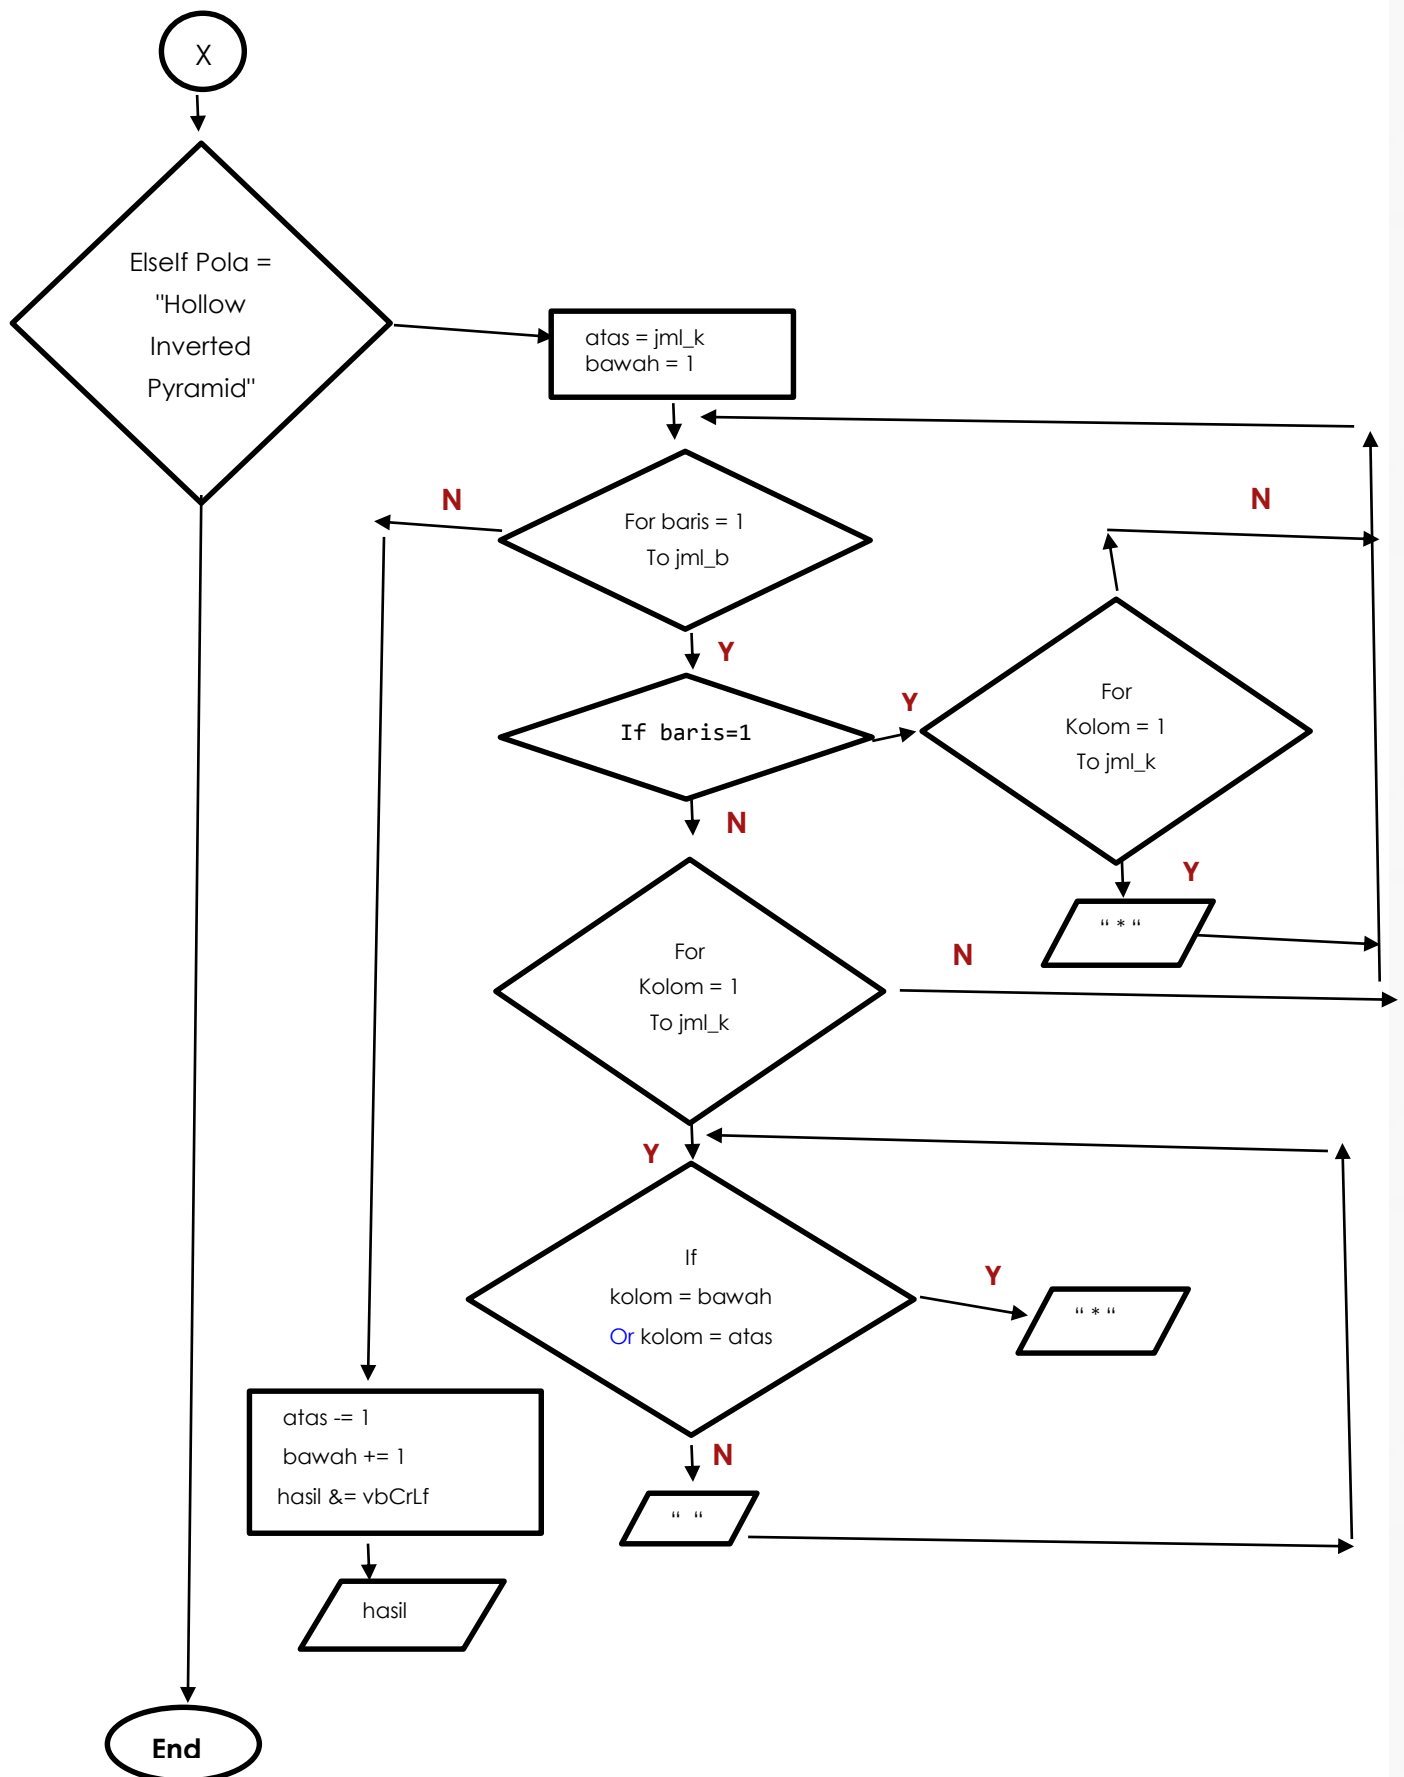 X
ElseIf Pola =
"Hollow
Inverted
Pyramid"
atas = jml_k
bawah = 1
N
For baris = 1
To jml_b
N
Y
If baris=1
Y
For
Kolom = 1
To jml_k
N
Y
“ * “
For
Kolom = 1
To jml_k
N
Y
If
kolom = bawah
Or kolom = atas
Y
“ * “
atas -= 1
bawah += 1
hasil &= vbCrLf
N
“ “
hasil
End